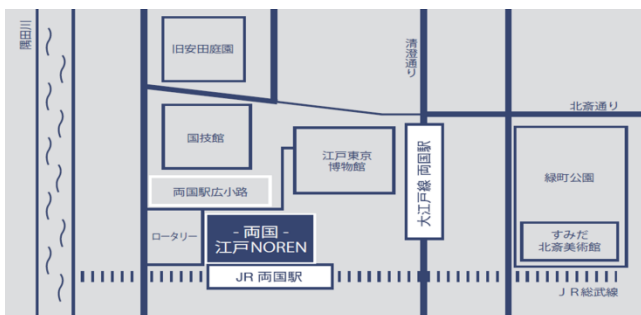 隅田川
旧安田庭園
清澄通り
北斎通り
国技館
江戸東京
博物館
大江戸線 両国駅
緑町公園
両国駅広小路
すみだ
北斎美術館
ロータリー
- 両国 -
江戸NOREN
JR 両国駅
JR総武線